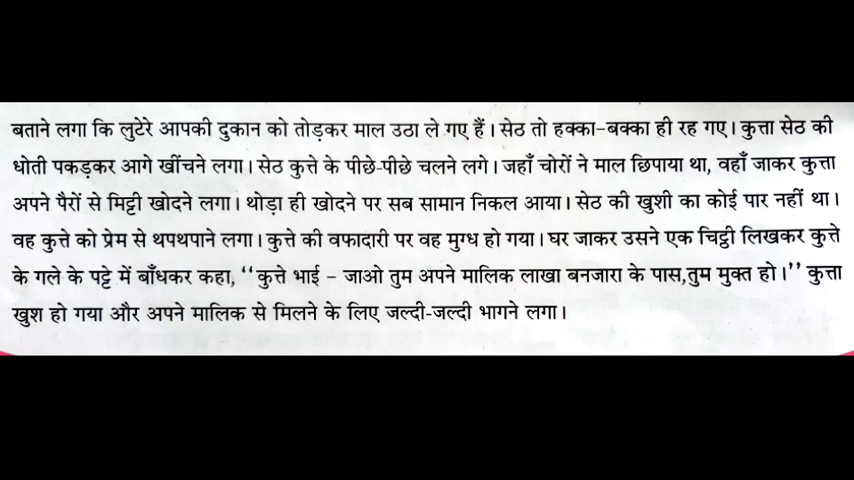 बताने लगा कि लुटेरे आपकी दुकान को तोड़कर माल उठा ले गए हैं। सेठ तो हक्का–बक्का ही रह गए। कुत्ता सेठ की
धोती पकड़कर आगे खींचने लगा। सेठ कुत्ते के पीछे-पीछे चलने लगे। जहाँ चोरों ने माल छिपाया था, वहाँ जाकर कुत्ता
अपने पैरों से मिट्टी खोदने लगा। थोड़ा ही खोदने पर सब सामान निकल आया। सेठ की खुशी का कोई पार नहीं था।
वह कुत्ते को प्रेम से थपथपाने लगा। कुत्ते की वफादारी पर वह मुग्ध हो गया। घर जाकर उसने एक चिट्ठी लिखकर कुत्ते
के गले के पट्टे में बाँधकर कहा, ‘‘कुत्ते भाई – जाओ तुम अपने मालिक लाखा बनजारा के पास,तुम मुक्त हो।’’ कुत्ता
खुश हो गया और अपने मालिक से मिलने के लिए जल्दी-जल्दी भागने लगा।